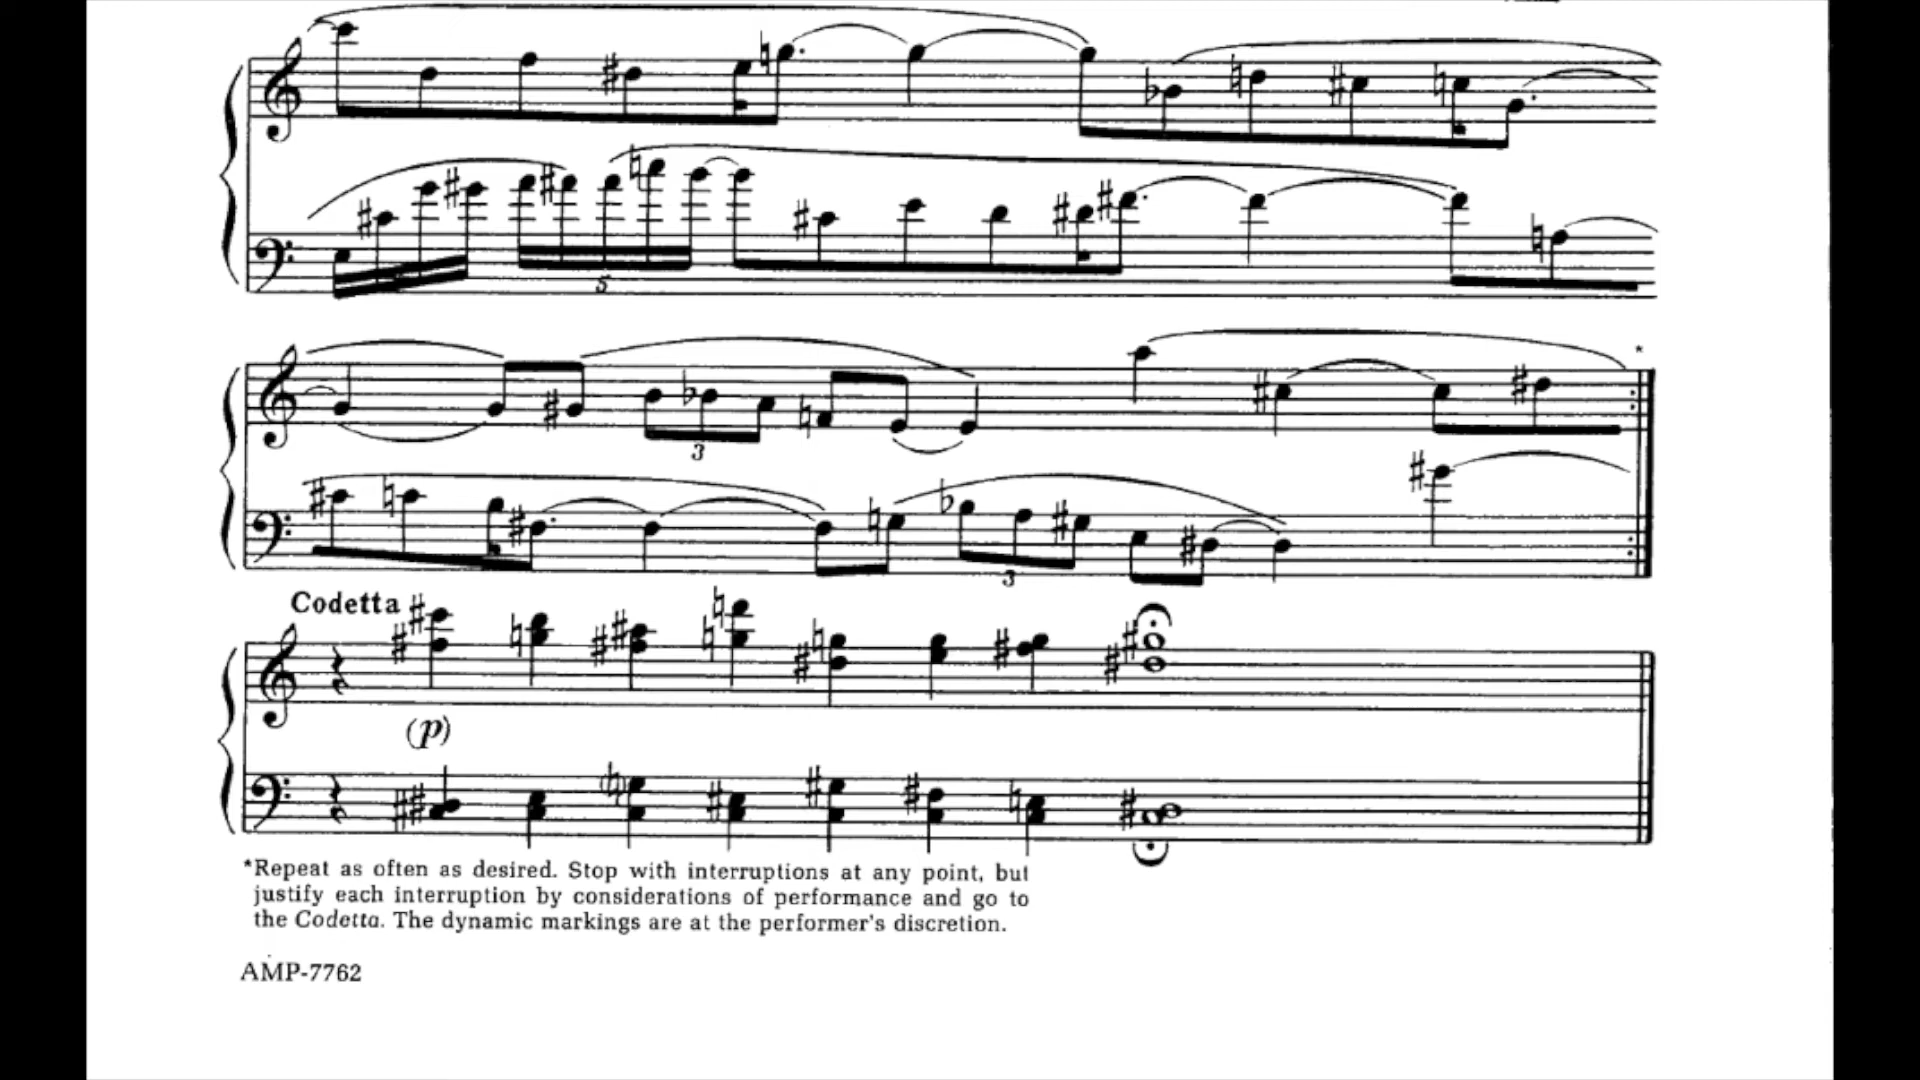 5
3
*
3
Codetta
(p)
*Repeat as often as desired. Stop with interruptions at any point, but
justify each interruption by considerations of performance and go to
the Codetta. The dynamic markings are at the performer's discretion.
AMP-7762